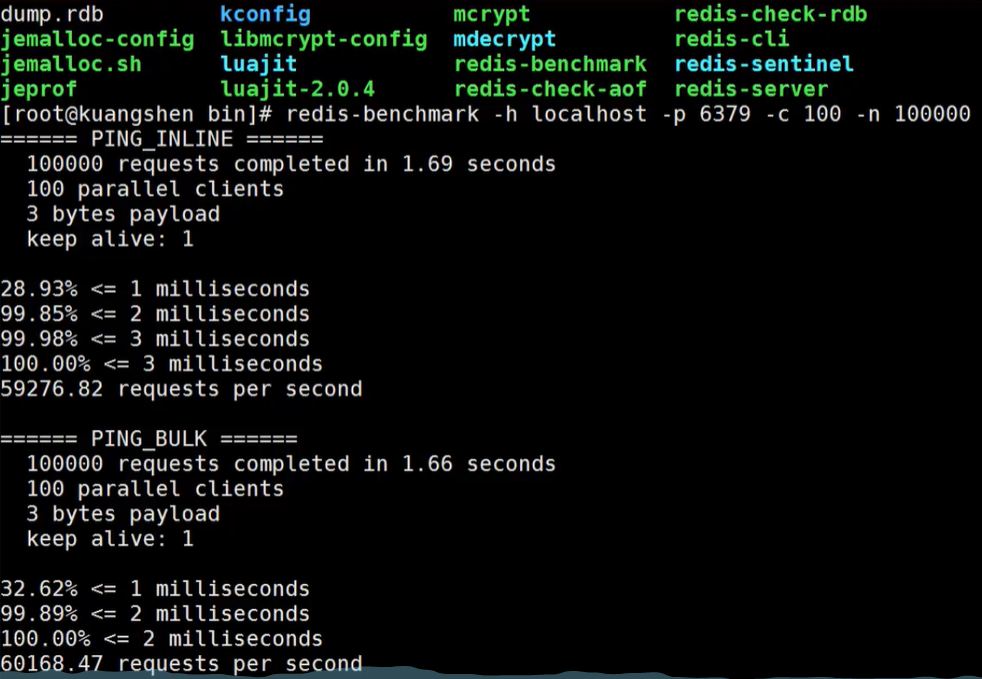 dump.rdb kconfig mcrypt redis-check-rdb
jemalloc-config libmcrypt-config mdecrypt redis-cli
jemalloc.sh luajit redis-benchmark redis-sentinel
jeprof luajit-2.0.4 redis-check-aof redis-server
[root@kuangshen bin]# redis-benchmark -h localhost -p 6379 -c 100 -n 100000
====== PING_INLINE ======
  100000 requests completed in 1.69 seconds
  100 parallel clients
  3 bytes payload
  keep alive: 1

28.93% <= 1 milliseconds
99.85% <= 2 milliseconds
99.98% <= 3 milliseconds
100.00% <= 3 milliseconds
59276.82 requests per second

====== PING_BULK ======
  100000 requests completed in 1.66 seconds
  100 parallel clients
  3 bytes payload
  keep alive: 1

32.62% <= 1 milliseconds
99.89% <= 2 milliseconds
100.00% <= 2 milliseconds
60168.47 requests per second